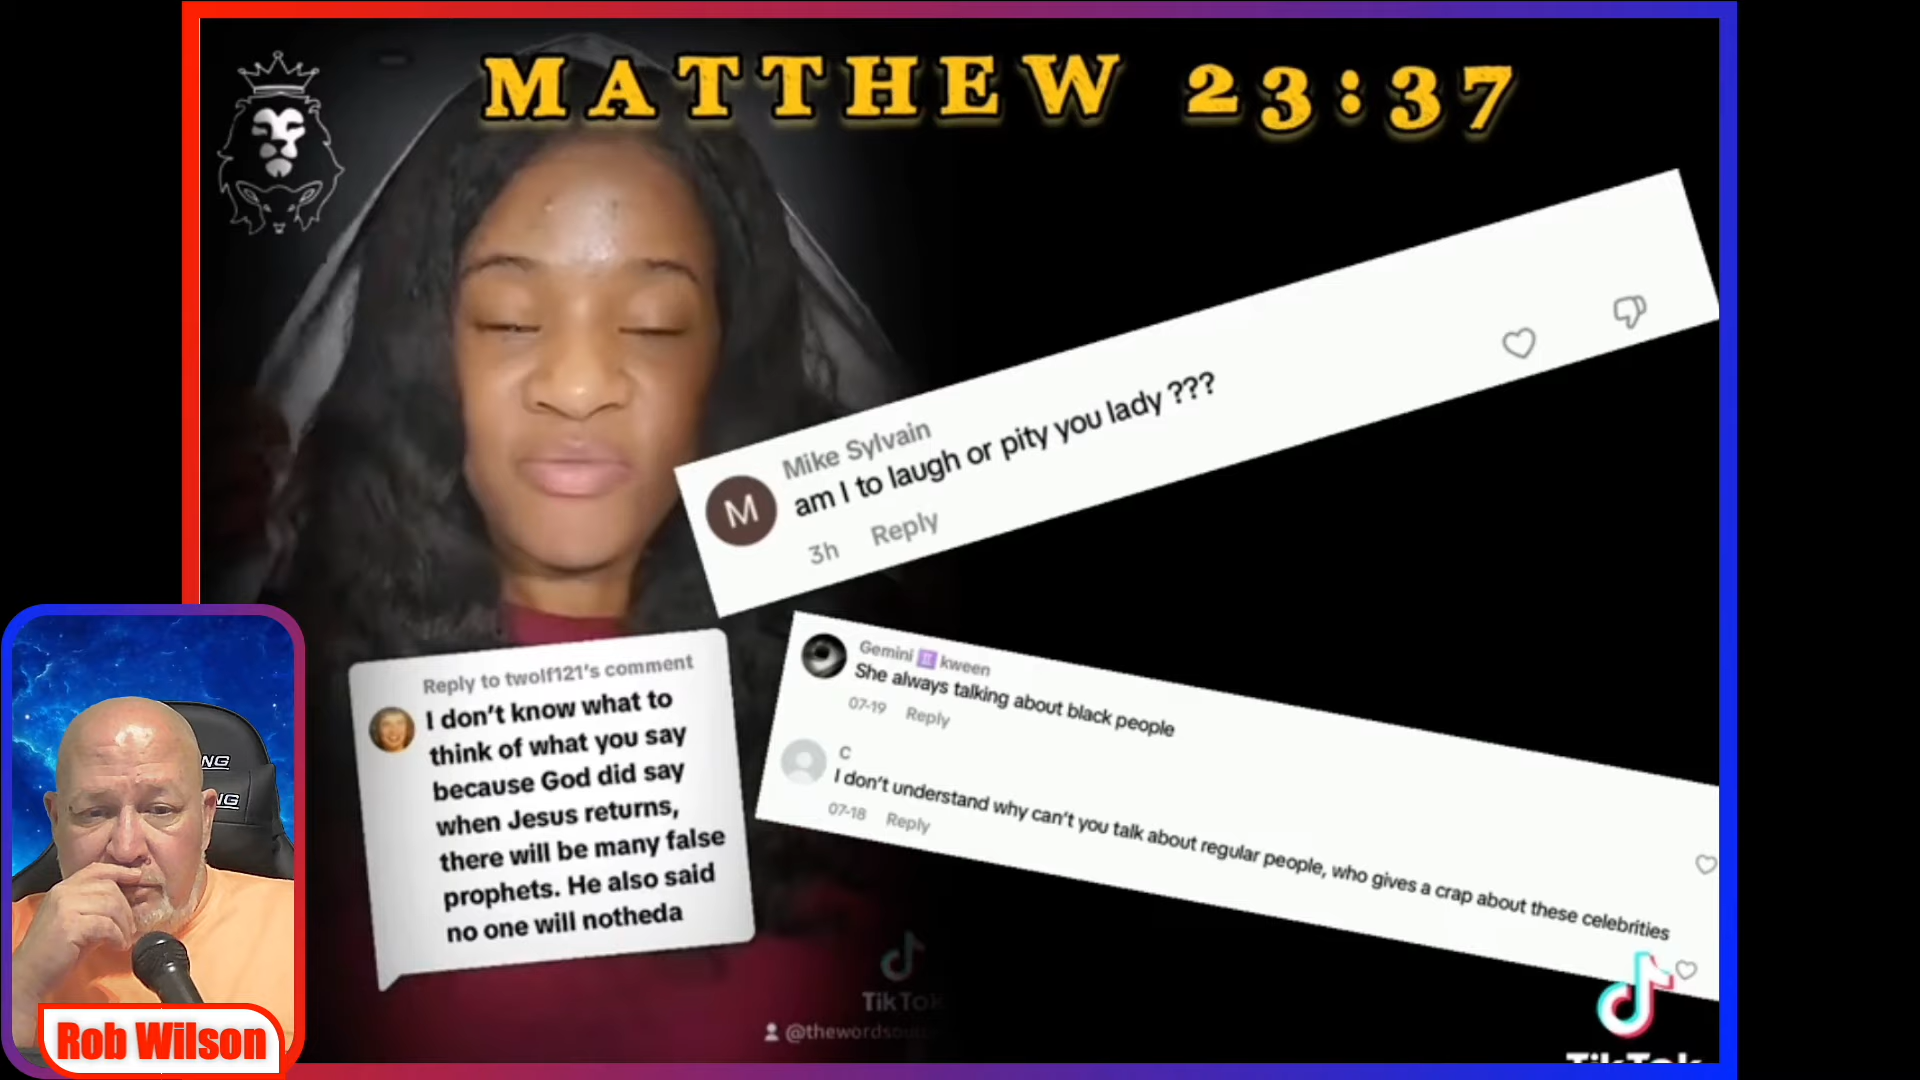 MATTHEW 23:37
Mike Sylvain
am I to laugh or pity you lady ???
3h Reply
Reply to twolf121's comment
I don't know what to
think of what you say
because God did say
when Jesus returns,
there will be many false
prophets. He also said
no one will notheda
Gemini ♊ kween
She always talking about black people
07-19 Reply
C
I don't understand why can't you talk about regular people, who gives a crap about these celebrities
07-18 Reply
TikTok
TikTok
NG
NG
Rob Wilson